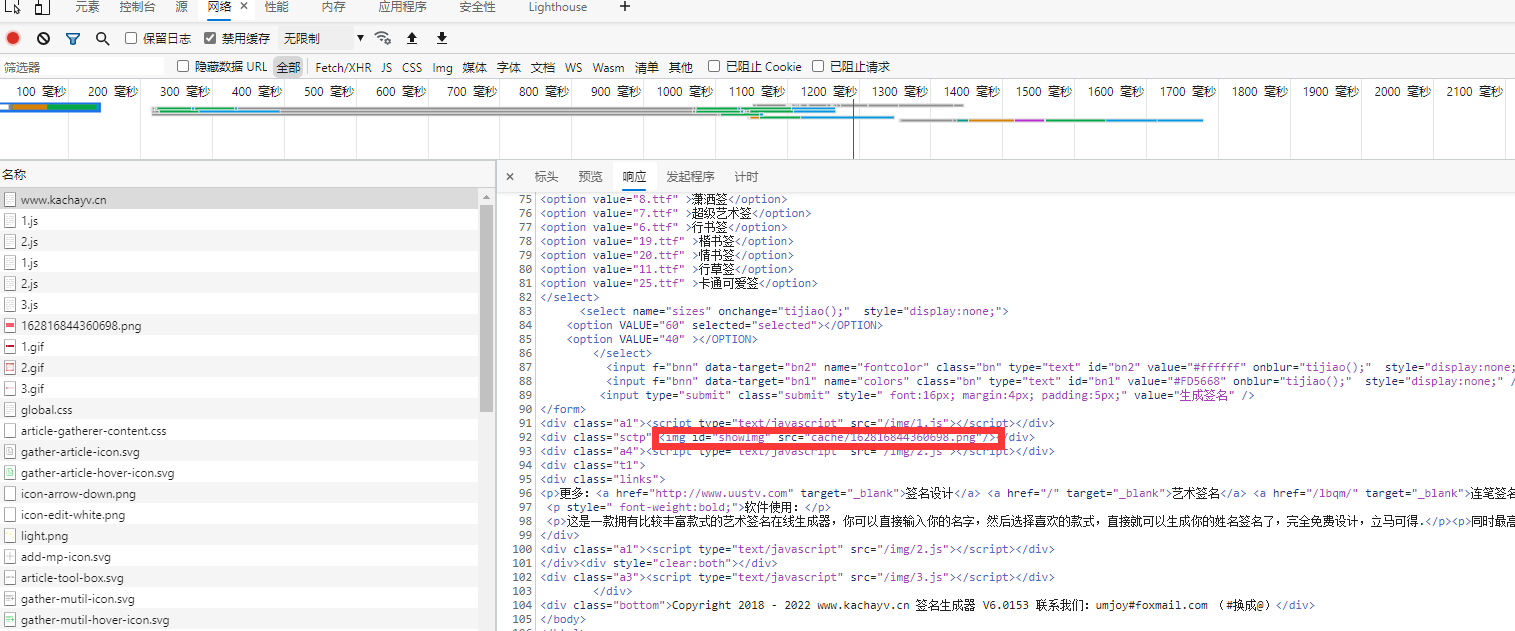 元素 控制台 源 网络 × 性能 内存 应用程序 安全性 Lighthouse +
保留日志 禁用缓存 无限制
筛选器 隐藏数据 URL 全部 Fetch/XHR JS CSS Img 媒体 字体 文档 WS Wasm 清单 其他 已阻止 Cookie 已阻止请求
100 毫秒 200 毫秒 300 毫秒 400 毫秒 500 毫秒 600 毫秒 700 毫秒 800 毫秒 900 毫秒 1000 毫秒 1100 毫秒 1200 毫秒 1300 毫秒 1400 毫秒 1500 毫秒 1600 毫秒 1700 毫秒 1800 毫秒 1900 毫秒 2000 毫秒 2100 毫秒
名称
www.kachayv.cn
1.js
2.js
1.js
2.js
3.js
162816844360698.png
1.gif
2.gif
3.gif
global.css
article-gatherer-content.css
gather-article-icon.svg
gather-article-hover-icon.svg
icon-arrow-down.png
icon-edit-white.png
light.png
add-mp-icon.svg
article-tool-box.svg
gather-mutil-icon.svg
gather-mutil-hover-icon.svg
× 标头 预览 响应 发起程序 计时
75 <option value="8.ttf" >潇洒签</option>
76 <option value="7.ttf" >超级艺术签</option>
77 <option value="6.ttf" >行书签</option>
78 <option value="19.ttf" >楷书签</option>
79 <option value="20.ttf" >情书签</option>
80 <option value="11.ttf" >行草签</option>
81 <option value="25.ttf" >卡通可爱签</option>
82 </select>
83 <select name="sizes" onchange="tijiao();" style="display:none;">
84 <option VALUE="60" selected="selected"></OPTION>
85 <option VALUE="40" ></OPTION>
86 </select>
87 <input f="bnn" data-target="bn2" name="fontcolor" class="bn" type="text" id="bn2" value="#ffffff" onblur="tijiao();" style="display:none;"
88 <input f="bnn" data-target="bn1" name="colors" class="bn" type="text" id="bn1" value="#FD5668" onblur="tijiao();" style="display:none;" /
89 <input type="submit" class="submit" style=" font:16px; margin:4px; padding:5px;" value="生成签名" />
90 </form>
91 <div class="a1"><script type="text/javascript" src="/img/1.js"></script></div>
92 <div class="sctp"><img id="showImg" src="cache/162816844360698.png"/></div>
93 <div class="a4"><script type="text/javascript" src="/img/2.js"></script></div>
94 <div class="t1">
95 <div class="links">
96 <p>更多：<a href="http://www.uustv.com" target="_blank">签名设计</a> <a href="/" target="_blank">艺术签名</a> <a href="/lbqm/" target="_blank">连笔签名
97 <p style=" font-weight:bold;">软件使用：</p>
98 <p>这是一款拥有比较丰富款式的艺术签名在线生成器，你可以直接输入你的名字，然后选择喜欢的款式，直接就可以生成你的姓名签名了，完全免费设计，立马可得.</p><p>同时最高
99 </div>
100 <div class="a1"><script type="text/javascript" src="/img/2.js"></script></div>
101 </div><div style="clear:both"></div>
102 <div class="a3"><script type="text/javascript" src="/img/3.js"></script></div>
103 </div>
104 <div class="bottom">Copyright 2018 - 2022 www.kachayv.cn 签名生成器 V6.0153 联系我们：umjoy#foxmail.com （#换成@）</div>
105 </body>